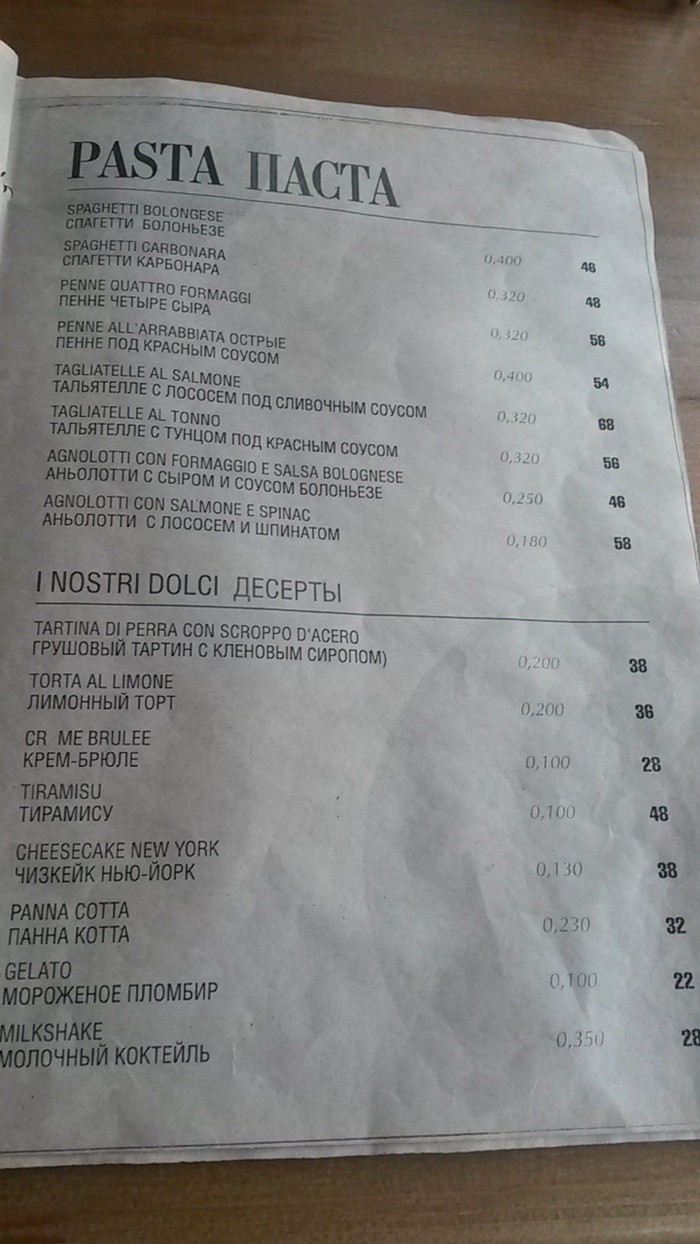 PASTA ПАСТА
SPAGHETTI BOLONGESE
СПАГЕТТИ БОЛОНЬЕЗЕ 0,400 48
SPAGHETTI CARBONARA
СПАГЕТТИ КАРБОНАРА 0,320 48
PENNE QUATTRO FORMAGGI
ПЕННЕ ЧЕТЫРЕ СЫРА 0,320 56
PENNE ALL'ARRABBIATA ОСТРЫЕ
ПЕННЕ ПОД КРАСНЫМ СОУСОМ 0,400 54
TAGLIATELLE AL SALMONE
ТАЛЬЯТЕЛЛЕ С ЛОСОСЕМ ПОД СЛИВОЧНЫМ СОУСОМ 0,320 68
TAGLIATELLE AL TONNO
ТАЛЬЯТЕЛЛЕ С ТУНЦОМ ПОД КРАСНЫМ СОУСОМ 0,320 56
AGNOLOTTI CON FORMAGGIO E SALSA BOLOGNESE
АНЬОЛОТТИ С СЫРОМ И СОУСОМ БОЛОНЬЕЗЕ 0,250 46
AGNOLOTTI CON SALMONE E SPINAC
АНЬОЛОТТИ С ЛОСОСЕМ И ШПИНАТОМ 0,180 58
I NOSTRI DOLCI ДЕСЕРТЫ
TARTINA DI PERRA CON SCROPPO D'ACERO
ГРУШОВЫЙ ТАРТИН С КЛЕНОВЫМ СИРОПОМ) 0,200 38
TORTA AL LIMONE
ЛИМОННЫЙ ТОРТ 0,200 36
CR ME BRULEE
КРЕМ-БРЮЛЕ 0,100 28
TIRAMISU
ТИРАМИСУ 0,100 48
CHEESECAKE NEW YORK
ЧИЗКЕЙК НЬЮ-ЙОРК 0,130 38
PANNA COTTA
ПАННА КОТТА 0,230 32
GELATO
МОРОЖЕНОЕ ПЛОМБИР 0,100 22
MILKSHAKE
МОЛОЧНЫЙ КОКТЕЙЛЬ 0,350 28